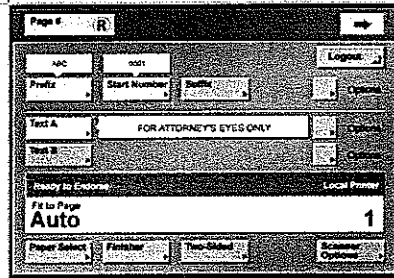 Page #
R
Logout
ABC
0001
Prefix
Start Number
Suffix
Options
Text A
FOR ATTORNEY'S EYES ONLY
Options
Text B
Options
Ready to Endorse
Local Printer
Fit to Page
Auto
1
Paper Select
Finisher
Two-Sided
Scanner
Options